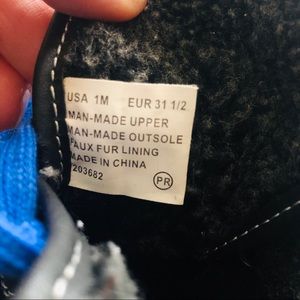 USA 1M EUR 31 1/2
MAN-MADE UPPER
MAN-MADE OUTSOLE
FAUX FUR LINING
MADE IN CHINA
203682
PR